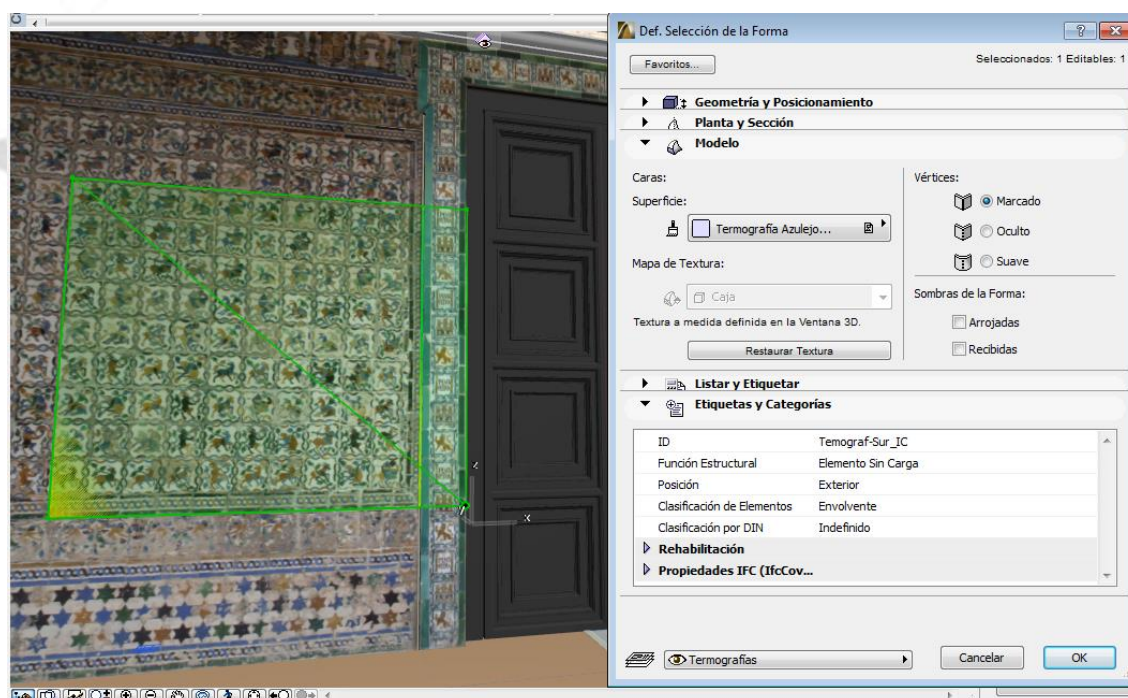 Def. Selección de la Forma
Favoritos...
Seleccionados: 1 Editables: 1
Geometría y Posicionamiento
Planta y Sección
Modelo
Caras:
Superficie:
Termografía Azulejo...
Mapa de Textura:
Caja
Textura a medida definida en la Ventana 3D.
Restaurar Textura
Vértices:
Marcado
Oculto
Suave
Sombras de la Forma:
Arrojadas
Recibidas
Listar y Etiquetar
Etiquetas y Categorías
ID Temograf-Sur_IC
Función Estructural Elemento Sin Carga
Posición Exterior
Clasificación de Elementos Envolvente
Clasificación por DIN Indefinido
Rehabilitación
Propiedades IFC (IfcCov...
Termografías
Cancelar
OK
z
y
x